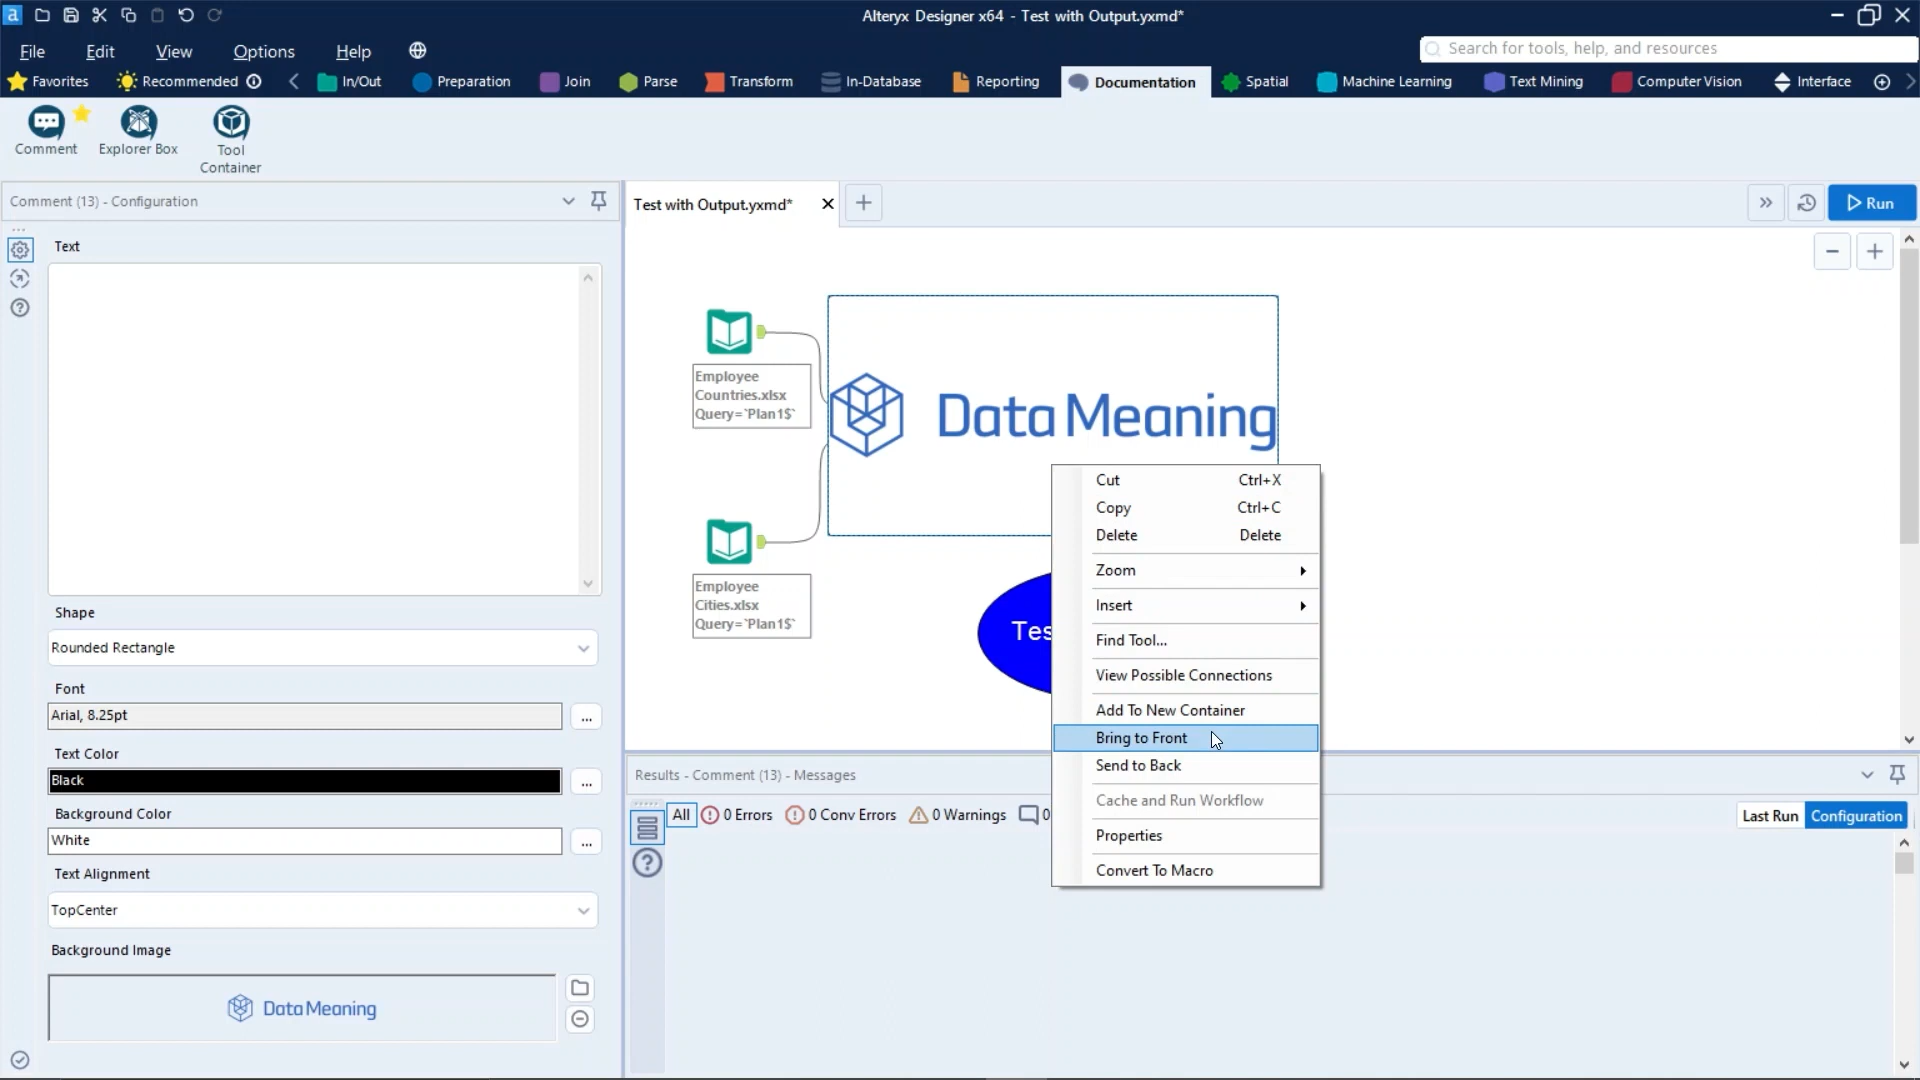 a
Alteryx Designer x64 - Test with Output.yxmd*
File Edit View Options Help
Search for tools, help, and resources
Favorites Recommended In/Out Preparation Join Parse Transform In-Database Reporting Documentation Spatial Machine Learning Text Mining Computer Vision Interface
Comment
Explorer Box
Tool
Container
Comment (13) - Configuration
Text
Shape
Rounded Rectangle
Font
Arial, 8.25pt
...
Text Color
Black
...
Background Color
White
...
Text Alignment
TopCenter
Background Image
Data Meaning
Test with Output.yxmd*
Run
Employee
Countries.xlsx
Query=`Plan1$`
Data Meaning
Employee
Cities.xlsx
Query=`Plan1$`
Tes
Cut Ctrl+X
Copy Ctrl+C
Delete Delete
Zoom
Insert
Find Tool...
View Possible Connections
Add To New Container
Bring to Front
Send to Back
Cache and Run Workflow
Properties
Convert To Macro
Results - Comment (13) - Messages
All 0 Errors 0 Conv Errors 0 Warnings 0
Last Run Configuration